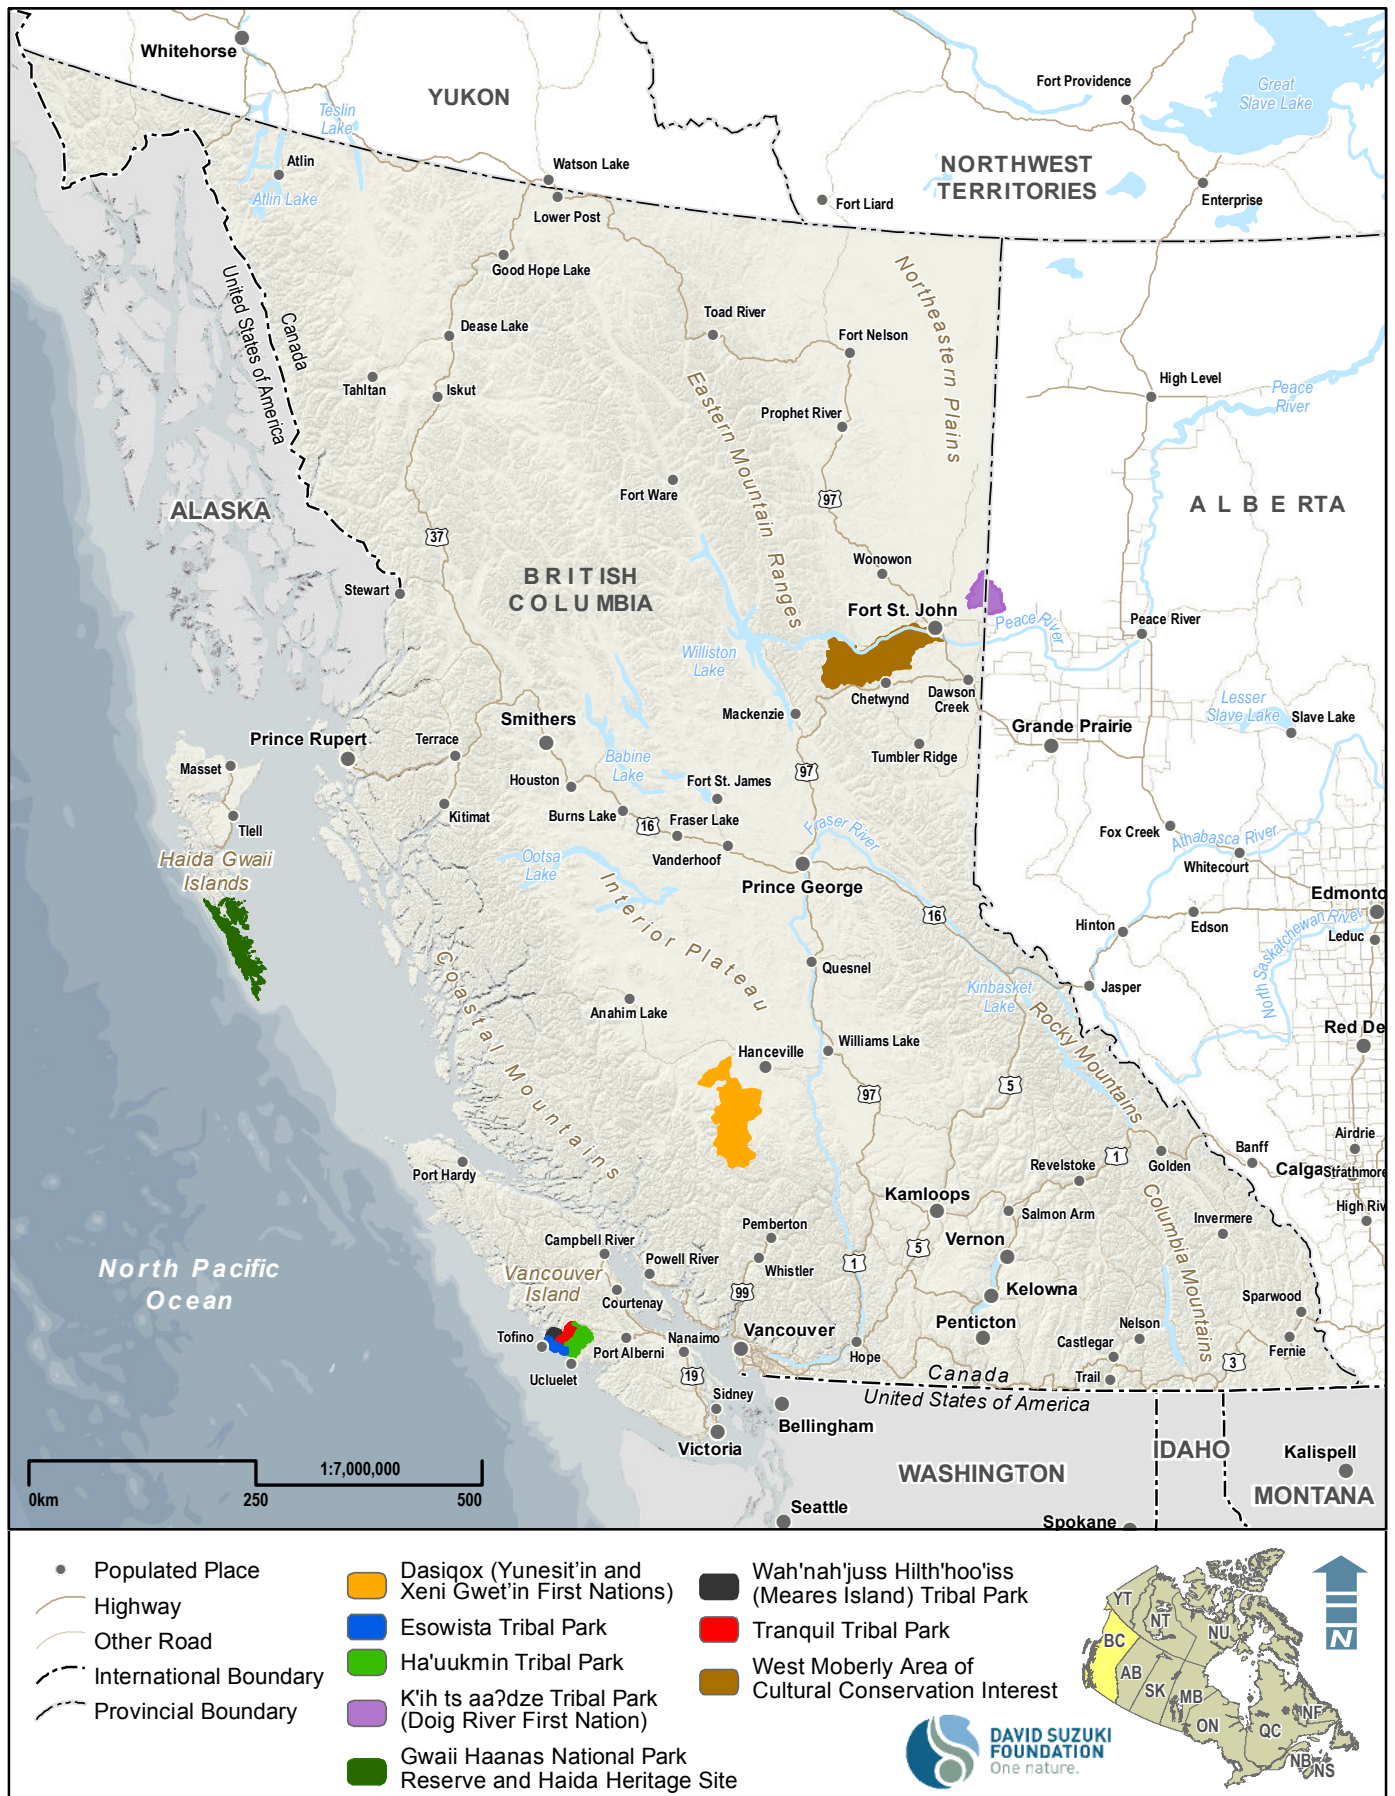 Whitehorse
YUKON
Teslin
Lake
Atlin
Atlin Lake
Watson Lake
Lower Post
Fort Providence
Great
Slave Lake
NORTHWEST
TERRITORIES
Fort Liard
Enterprise
Good Hope Lake
United States of America
Canada
Dease Lake
Tahltan
Iskut
Toad River
Fort Nelson
Northeastern Plains
Prophet River
Eastern Mountain Ranges
High Level
Peace
River
Fort Ware
97
ALASKA
ALBERTA
37
Wonowon
Stewart
BRITISH
COLUMBIA
Fort St. John
Peace River
Peace River
Williston
Lake
Chetwynd
Dawson
Creek
Mackenzie
Lesser
Slave Lake
Slave Lake
Smithers
Grande Prairie
Prince Rupert
Terrace
Tumbler Ridge
Masset
Babine
Lake
97
Houston
Fort St. James
Tlell
Kitimat
Burns Lake
16
Fraser Lake
Fraser River
Fox Creek
Athabasca River
Haida Gwaii
Islands
Vanderhoof
Whitecourt
Ootsa
Lake
Prince George
Edmonto
Interior Plateau
16
Hinton
Edson
North Saskatchewan River
Leduc
Coastal Mountains
Quesnel
Kinbasket
Lake
Jasper
Anahim Lake
Rocky Mountains
Red De
Hanceville
Williams Lake
97
5
Airdrie
Port Hardy
Revelstoke
1
Golden
Banff
Calga
Strathmore
Kamloops
Columbia Mountains
High Riv
Pemberton
Salmon Arm
Invermere
Campbell River
Vernon
5
North Pacific
Ocean
Vancouver
Island
Powell River
Whistler
1
Courtenay
99
Kelowna
Sparwood
Tofino
Nanaimo
Vancouver
Penticton
Nelson
Castlegar
Port Alberni
Hope
Fernie
Ucluelet
19
Canada
Trail
3
Sidney
United States of America
Bellingham
Victoria
IDAHO
Kalispell
WASHINGTON
MONTANA
1:7,000,000
0km
250
500
Seattle
Spokane
Populated Place
Highway
Other Road
International Boundary
Provincial Boundary
Dasiqox (Yunesit'in and
Xeni Gwet'in First Nations)
Esowista Tribal Park
Ha'uukmin Tribal Park
K'ih ts aaʔdze Tribal Park
(Doig River First Nation)
Gwaii Haanas National Park
Reserve and Haida Heritage Site
Wah'nah'juss Hilth'hoo'iss
(Meares Island) Tribal Park
Tranquil Tribal Park
West Moberly Area of
Cultural Conservation Interest
DAVID SUZUKI
FOUNDATION
One nature.
YT
NT
NU
BC
AB
SK
MB
ON
QC
NF
NB
NS
N